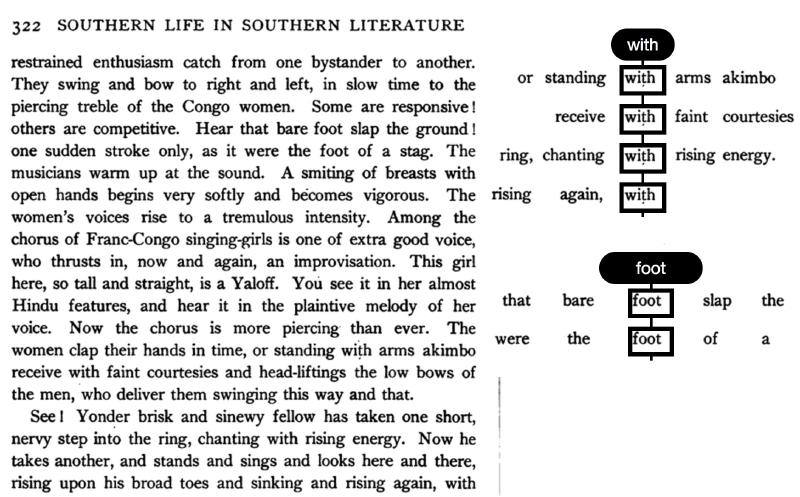 322 SOUTHERN LIFE IN SOUTHERN LITERATURE
restrained enthusiasm catch from one bystander to another.
They swing and bow to right and left, in slow time to the
piercing treble of the Congo women. Some are responsive!
others are competitive. Hear that bare foot slap the ground!
one sudden stroke only, as it were the foot of a stag. The
musicians warm up at the sound. A smiting of breasts with
open hands begins very softly and becomes vigorous. The
women's voices rise to a tremulous intensity. Among the
chorus of Franc-Congo singing-girls is one of extra good voice,
who thrusts in, now and again, an improvisation. This girl
here, so tall and straight, is a Yaloff. You see it in her almost
Hindu features, and hear it in the plaintive melody of her
voice. Now the chorus is more piercing than ever. The
women clap their hands in time, or standing with arms akimbo
receive with faint courtesies and head-liftings the low bows of
the men, who deliver them swinging this way and that.
See! Yonder brisk and sinewy fellow has taken one short,
nervy step into the ring, chanting with rising energy. Now he
takes another, and stands and sings and looks here and there,
rising upon his broad toes and sinking and rising again, with
with
or standing with arms akimbo
receive with faint courtesies
ring, chanting with rising energy.
rising again, with
foot
that bare foot slap the
were the foot of a